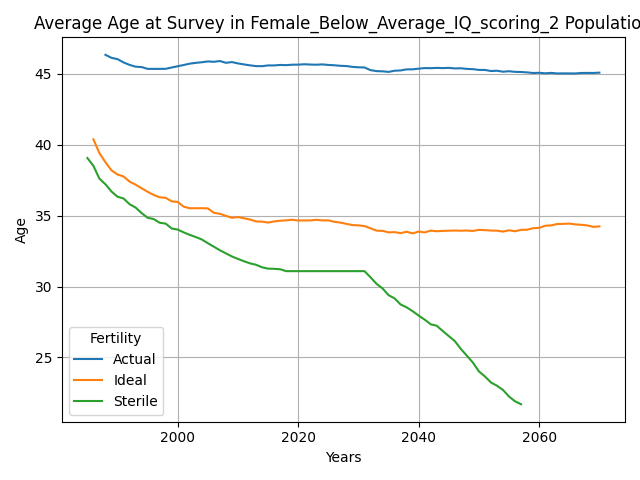 Average Age at Survey in Female_Below_Average_IQ_scoring_2 Populatio
Age
45
40
35
30
25
Fertility
Actual
Ideal
Sterile
2000 2020 2040 2060
Years